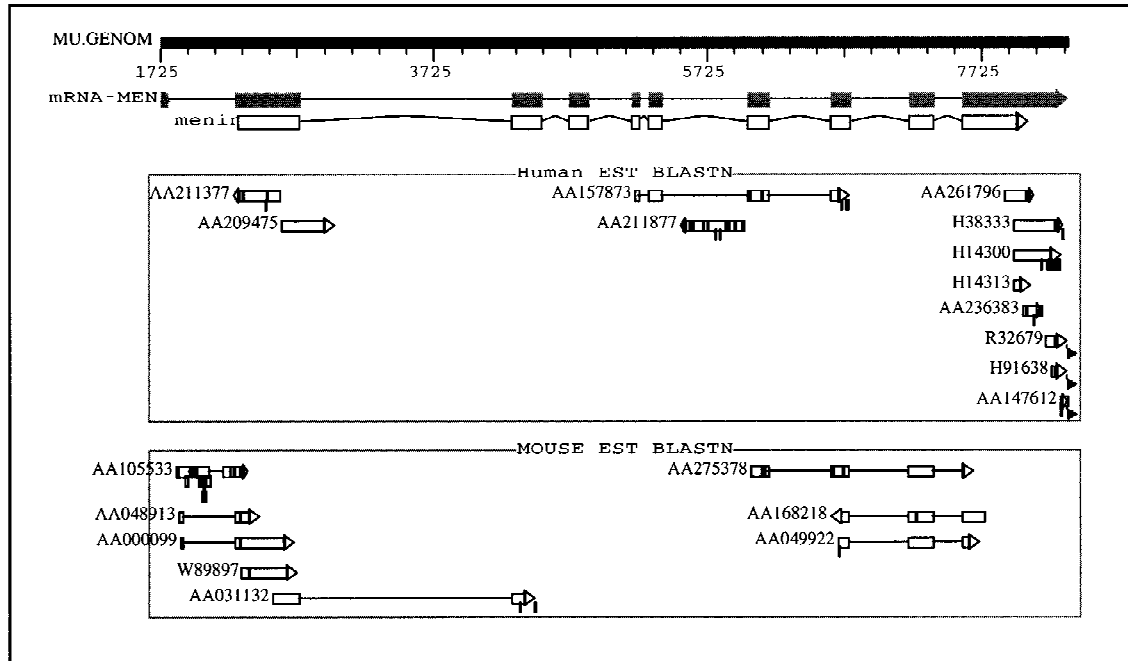 MU.GENOM
1725 3725 5725 7725
mRNA-MEN
menin
Human EST BLASTN
AA211377 AA157873 AA261796
AA209475 AA211877 H38333
H14300
H14313
AA236383
R32679
H91638
AA147612
MOUSE EST BLASTN
AA105533 AA275378
AA048913 AA168218
AA000099 AA049922
W89897
AA031132